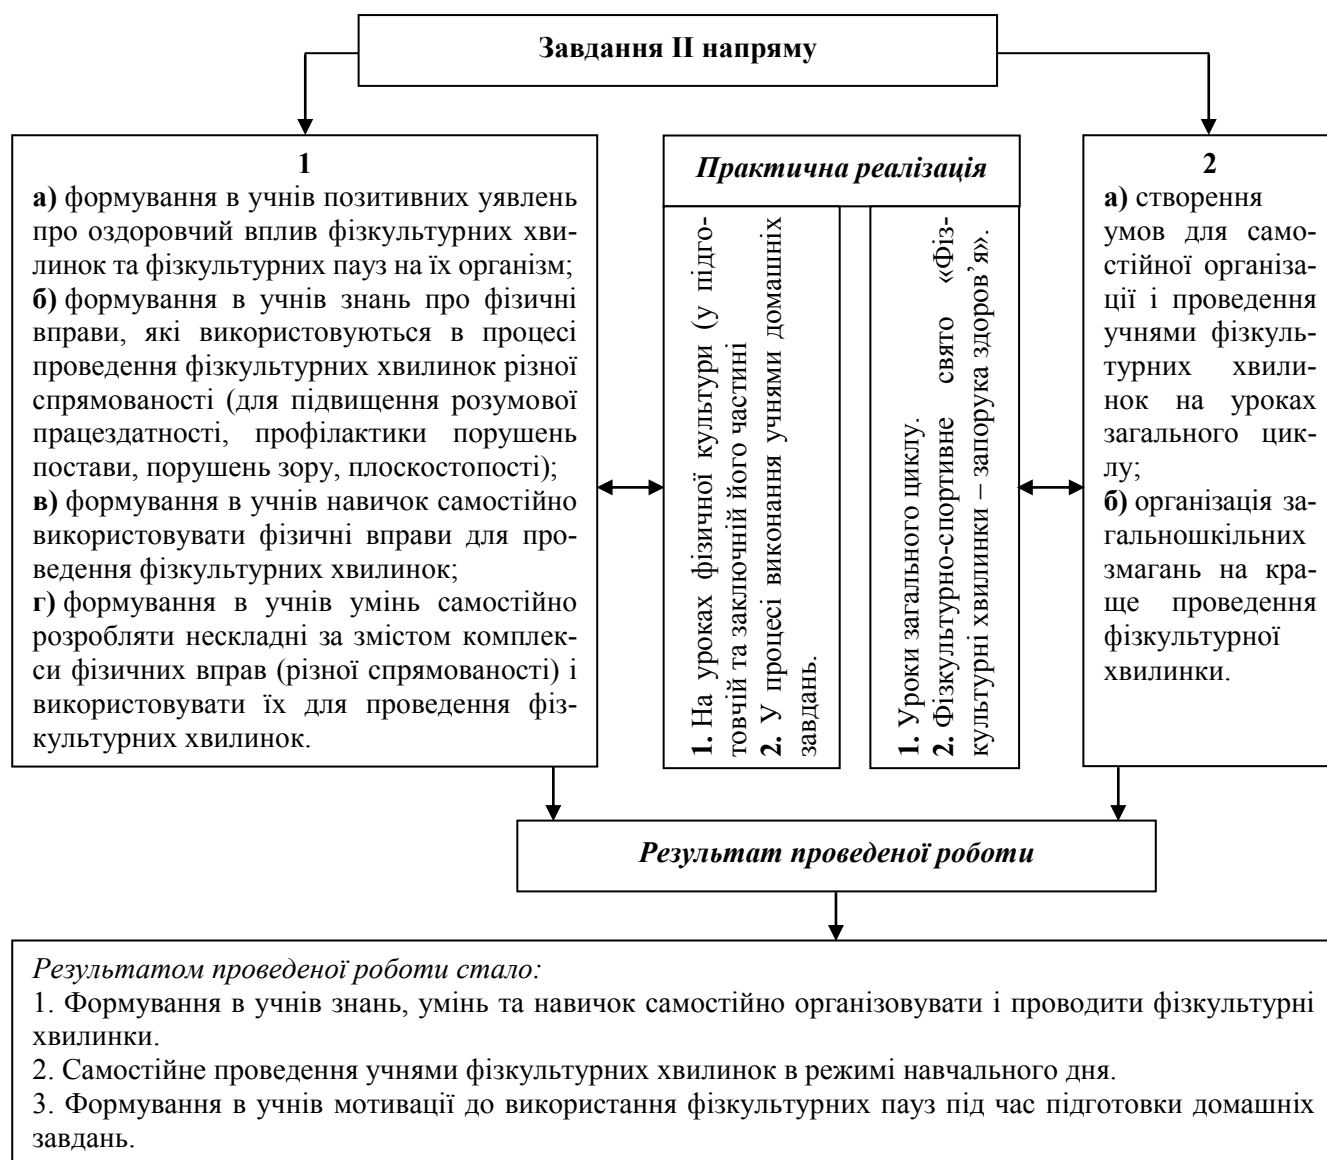 Завдання ІІ напряму
1
а) формування в учнів позитивних уявлень
про оздоровчий вплив фізкультурних хви-
линок та фізкультурних пауз на їх організм;
б) формування в учнів знань про фізичні
вправи, які використовуються в процесі
проведення фізкультурних хвилинок різної
спрямованості (для підвищення розумової
працездатності, профілактики порушень
постави, порушень зору, плоскостопості);
в) формування в учнів навичок самостійно
використовувати фізичні вправи для про-
ведення фізкультурних хвилинок;
г) формування в учнів умінь самостійно
розробляти нескладні за змістом комплек-
си фізичних вправ (різної спрямованості) і
використовувати їх для проведення фіз-
культурних хвилинок.
Практична реалізація
1. На уроках фізичної культури (у підго-
товчій та заключній його частині
2. У процесі виконання учнями домашніх
завдань.
1. Уроки загального циклу.
2. Фізкультурно-спортивне свято «Фіз-
культурні хвилинки – запорука здоров’я».
2
а) створення
умов для само-
стійної організа-
ції і проведення
учнями фізкуль-
турних хвили-
нок на уроках
загального цик-
лу;
б) організація за-
гальношкільних
змагань на кра-
ще проведення
фізкультурної
хвилинки.
Результат проведеної роботи
Результатом проведеної роботи стало:
1. Формування в учнів знань, умінь та навичок самостійно організовувати і проводити фізкультурні
хвилинки.
2. Самостійне проведення учнями фізкультурних хвилинок в режимі навчального дня.
3. Формування в учнів мотивації до використання фізкультурних пауз під час підготовки домашніх
завдань.